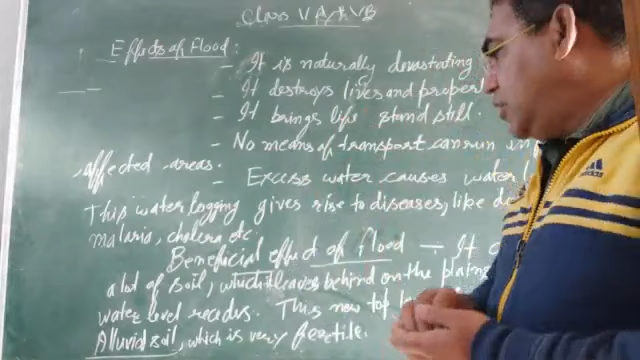 Class V A & V B
Effects of Flood :
- It is naturally devastating
- It destroys lives and propert
- It brings life stand still.
- No means of transport can run in
affected areas.
- Excess water causes water l
This water logging gives rise to diseases, like de
malaria, cholera etc.
Beneficial effect of flood - It c
a lot of soil, which it leaves behind on the plains
water level recedes. This new top
Alluvial soil, which is very fertile.
adidas